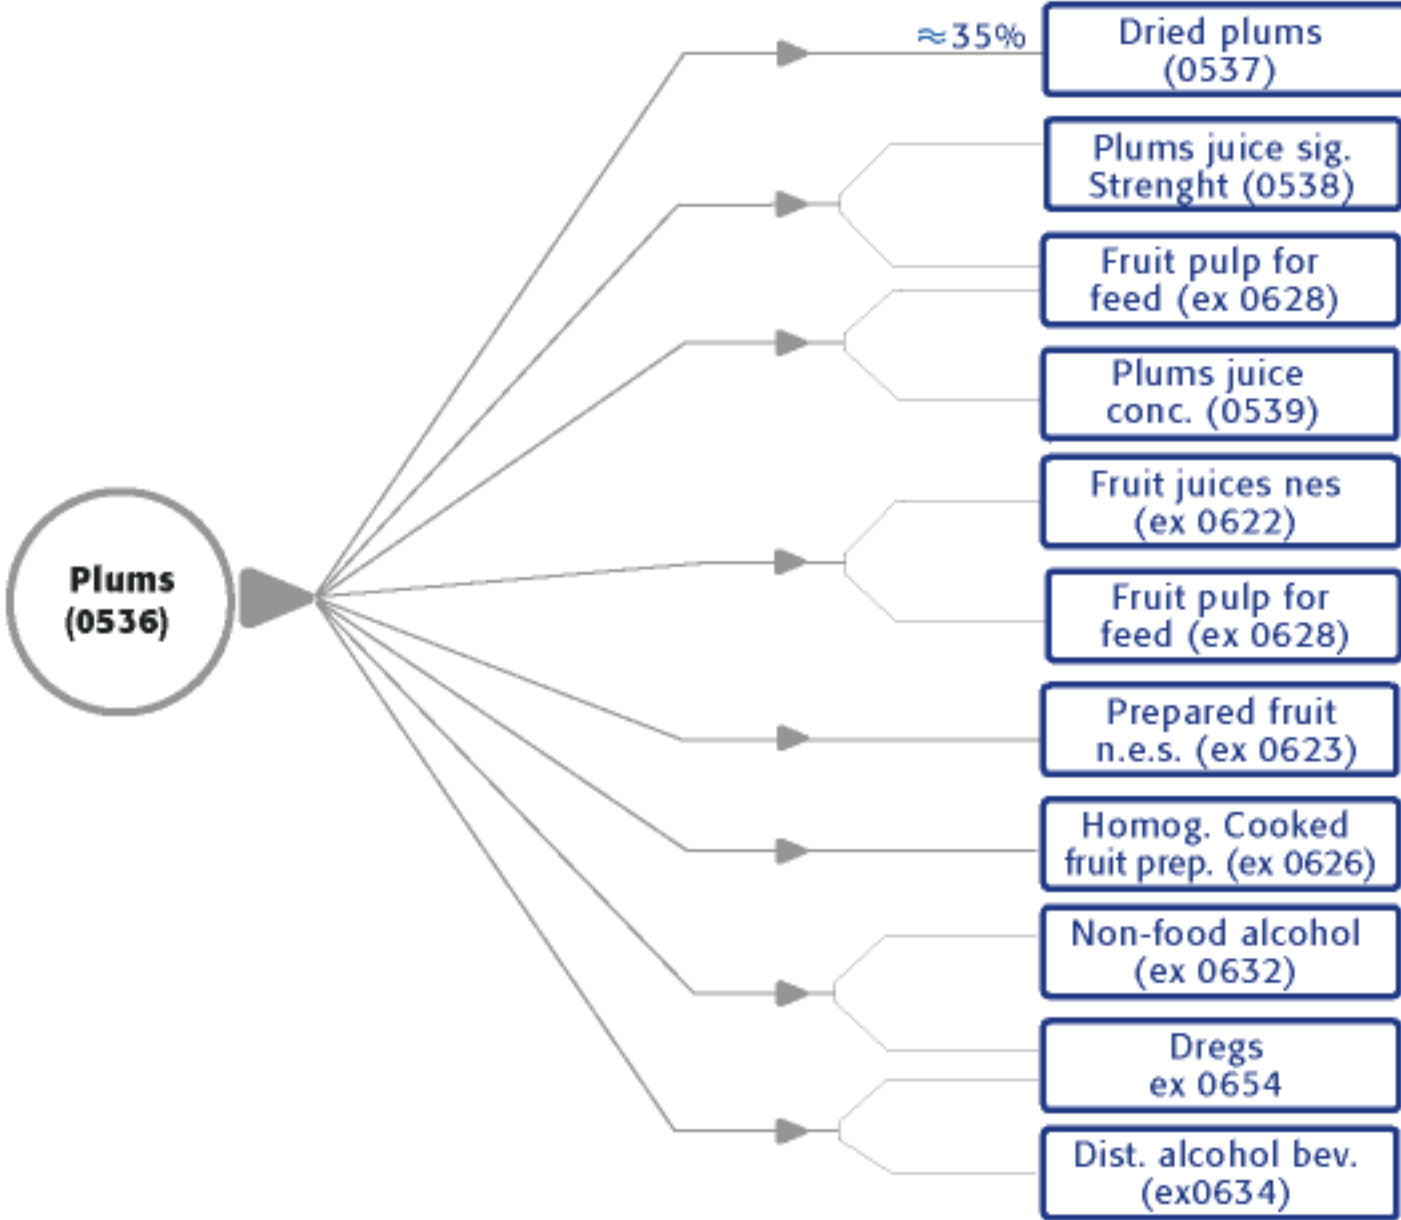 ≈35%
Dried plums
(0537)
Plums juice sig.
Strenght (0538)
Fruit pulp for
feed (ex 0628)
Plums juice
conc. (0539)
Fruit juices nes
(ex 0622)
Plums
(0536)
Fruit pulp for
feed (ex 0628)
Prepared fruit
n.e.s. (ex 0623)
Homog. Cooked
fruit prep. (ex 0626)
Non-food alcohol
(ex 0632)
Dregs
ex 0654
Dist. alcohol bev.
(ex0634)